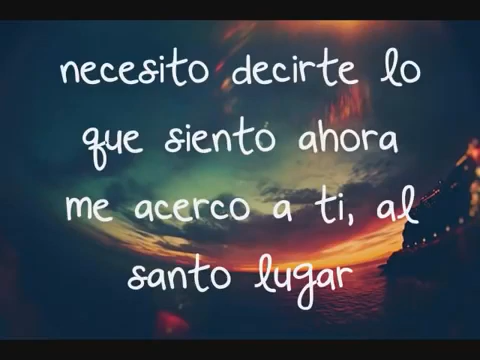 necesito decirte lo
que siento ahora
me acerco a ti, al
santo lugar